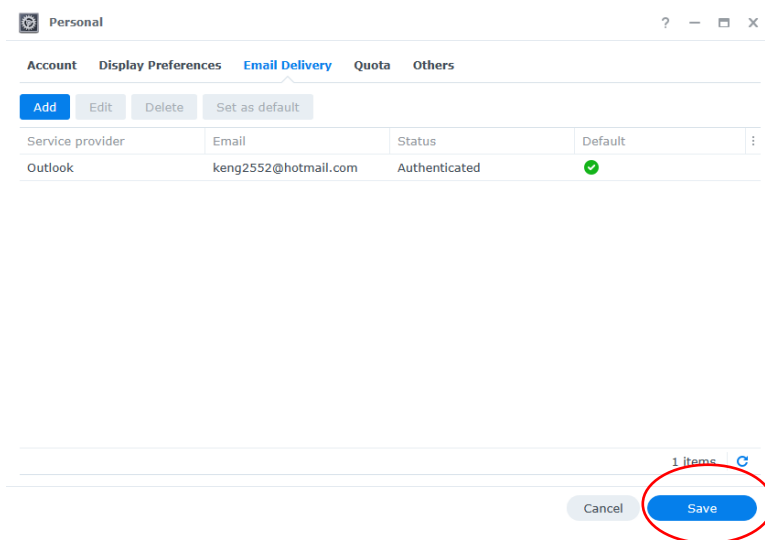 Personal
Account Display Preferences Email Delivery Quota Others
Add Edit Delete Set as default
Service provider Email Status Default
Outlook keng2552@hotmail.com Authenticated
1 items
Cancel Save